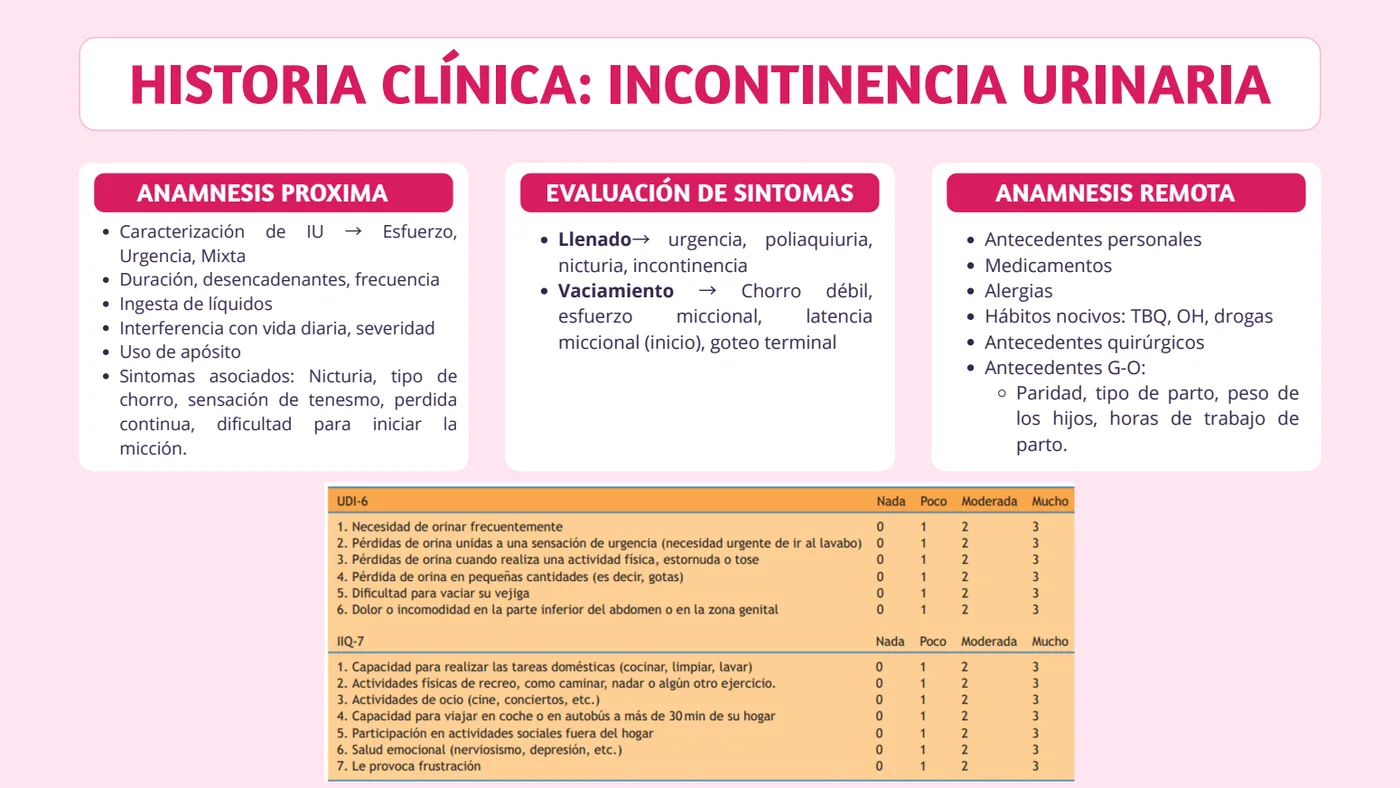 HISTORIA CLÍNICA: INCONTINENCIA URINARIA
ANAMNESIS PROXIMA
• Caracterización de IU → Esfuerzo,
Urgencia, Mixta
• Duración, desencadenantes, frecuencia
• Ingesta de líquidos
• Interferencia con vida diaria, severidad
• Uso de apósito
• Sintomas asociados: Nicturia, tipo de
chorro, sensación de tenesmo, perdida
continua, dificultad para iniciar la
micción.
EVALUACIÓN DE SINTOMAS
• Llenado→ urgencia, poliaquiuria,
nicturia, incontinencia
• Vaciamiento → Chorro débil,
esfuerzo miccional, latencia
miccional (inicio), goteo terminal
ANAMNESIS REMOTA
• Antecedentes personales
• Medicamentos
• Alergias
• Hábitos nocivos: TBQ, OH, drogas
• Antecedentes quirúrgicos
• Antecedentes G-O:
○ Paridad, tipo de parto, peso de
los hijos, horas de trabajo de
parto.
UDI-6 Nada Poco Moderada Mucho
1. Necesidad de orinar frecuentemente 0 1 2 3
2. Pérdidas de orina unidas a una sensación de urgencia (necesidad urgente de ir al lavabo) 0 1 2 3
3. Pérdidas de orina cuando realiza una actividad física, estornuda o tose 0 1 2 3
4. Pérdida de orina en pequeñas cantidades (es decir, gotas) 0 1 2 3
5. Dificultad para vaciar su vejiga 0 1 2 3
6. Dolor o incomodidad en la parte inferior del abdomen o en la zona genital 0 1 2 3
IIQ-7 Nada Poco Moderada Mucho
1. Capacidad para realizar las tareas domésticas (cocinar, limpiar, lavar) 0 1 2 3
2. Actividades físicas de recreo, como caminar, nadar o algún otro ejercicio. 0 1 2 3
3. Actividades de ocio (cine, conciertos, etc.) 0 1 2 3
4. Capacidad para viajar en coche o en autobús a más de 30 min de su hogar 0 1 2 3
5. Participación en actividades sociales fuera del hogar 0 1 2 3
6. Salud emocional (nerviosismo, depresión, etc.) 0 1 2 3
7. Le provoca frustración 0 1 2 3